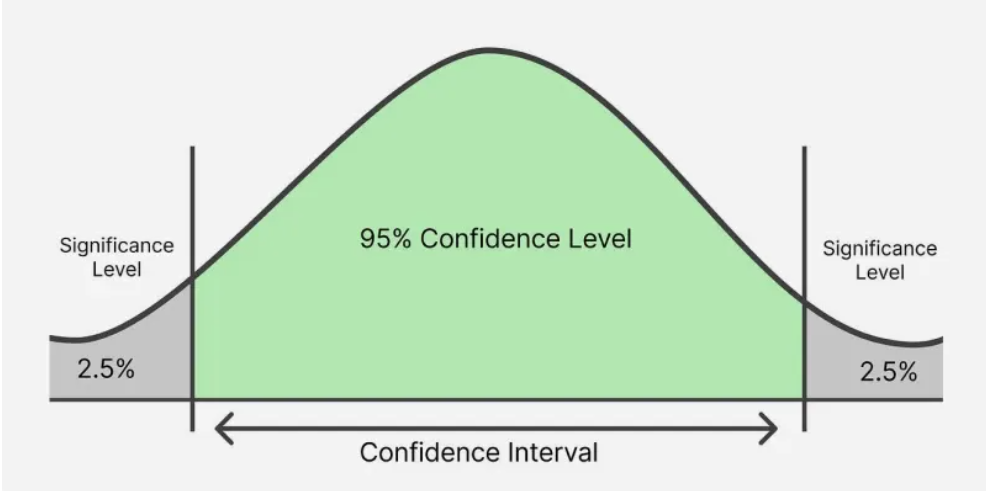 Significance
Level
95% Confidence Level
Significance
Level
2.5%
2.5%
Confidence Interval